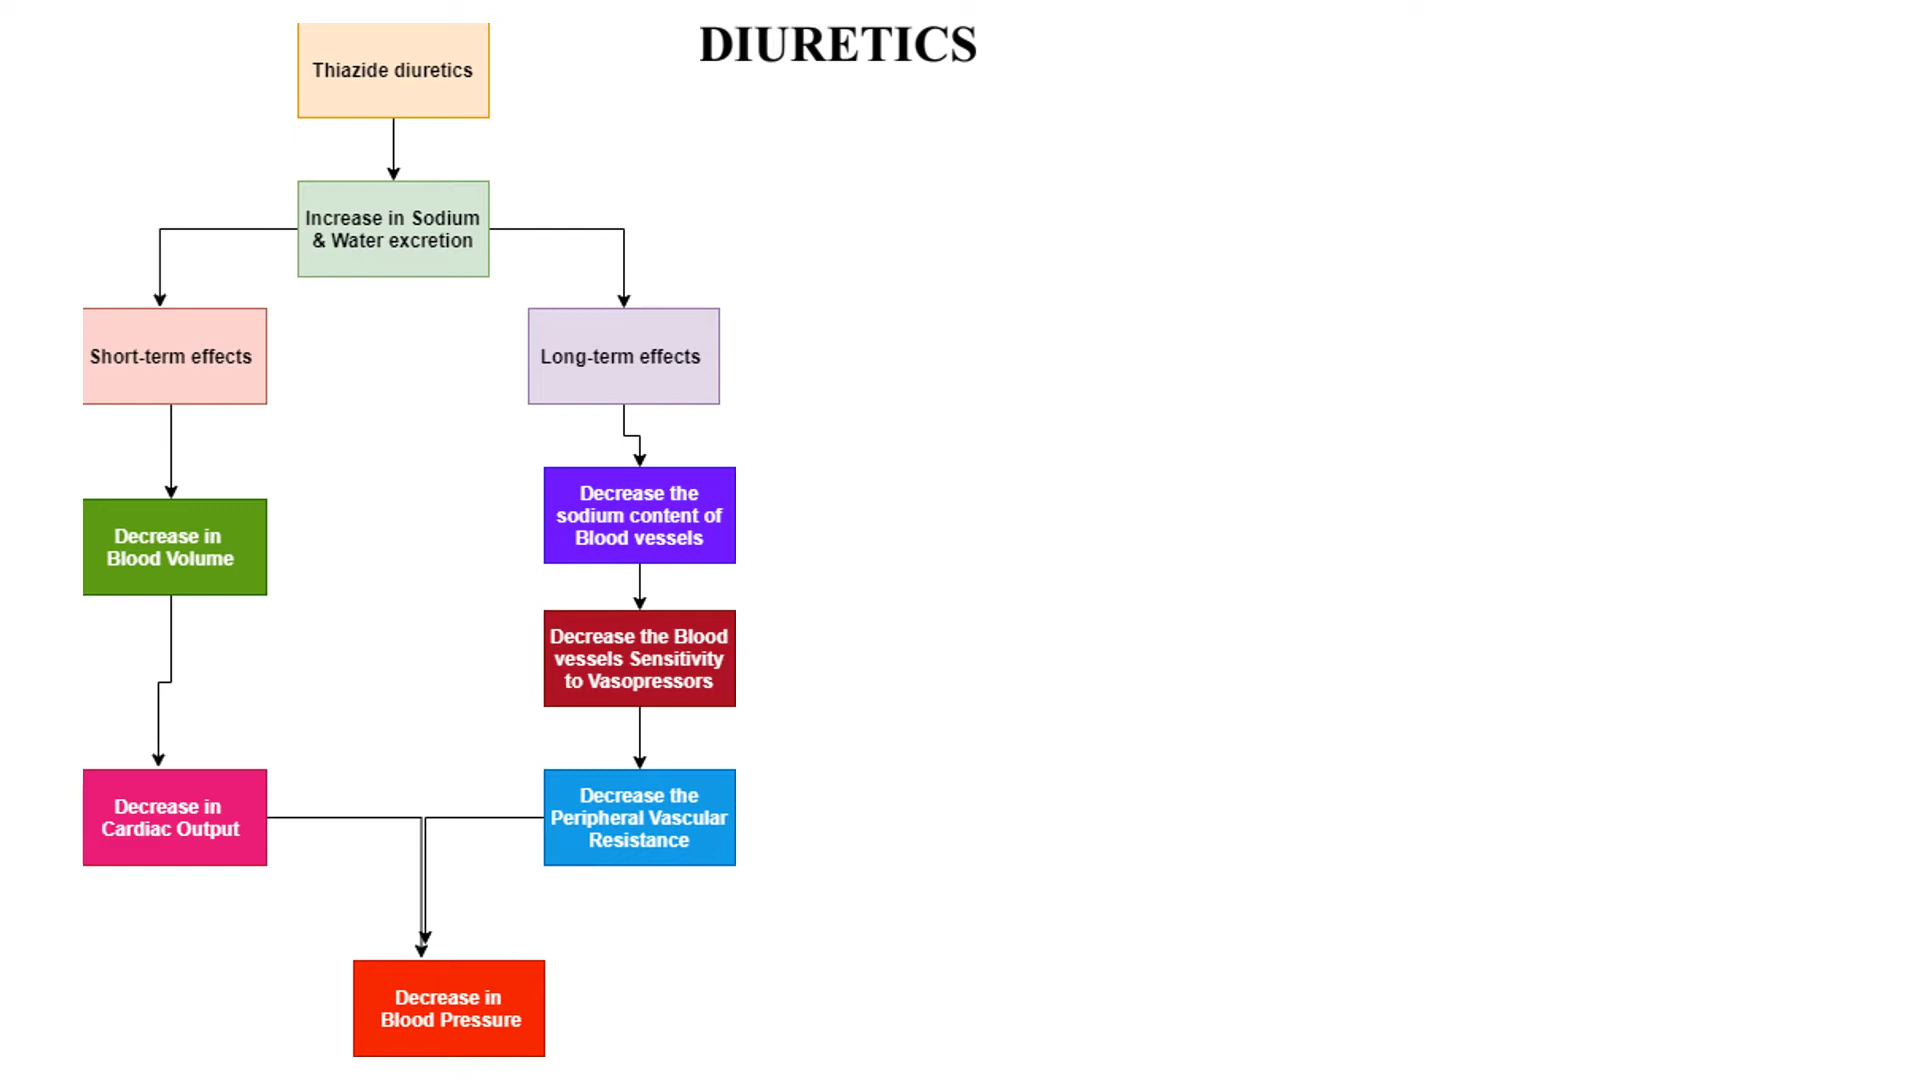 DIURETICS
Thiazide diuretics
Increase in Sodium
& Water excretion
Short-term effects
Long-term effects
Decrease in
Blood Volume
Decrease the
sodium content of
Blood vessels
Decrease the Blood
vessels Sensitivity
to Vasopressors
Decrease in
Cardiac Output
Decrease the
Peripheral Vascular
Resistance
Decrease in
Blood Pressure